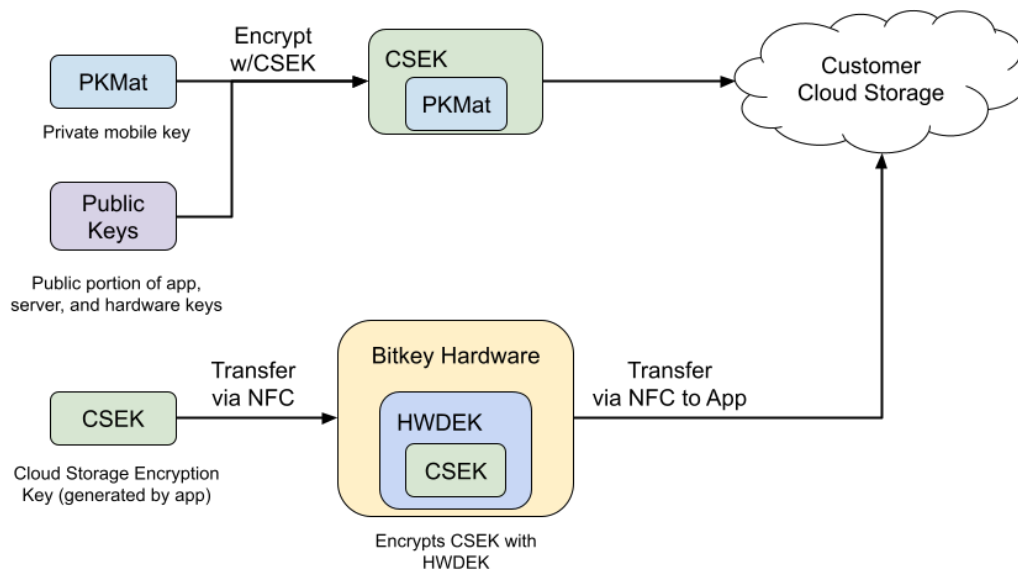 Encrypt
w/CSEK
PKMat
Private mobile key
CSEK
PKMat
Customer
Cloud Storage
Public
Keys
Public portion of app,
server, and hardware keys
CSEK
Cloud Storage Encryption
Key (generated by app)
Transfer
via NFC
Bitkey Hardware
HWDEK
CSEK
Encrypts CSEK with
HWDEK
Transfer
via NFC to App